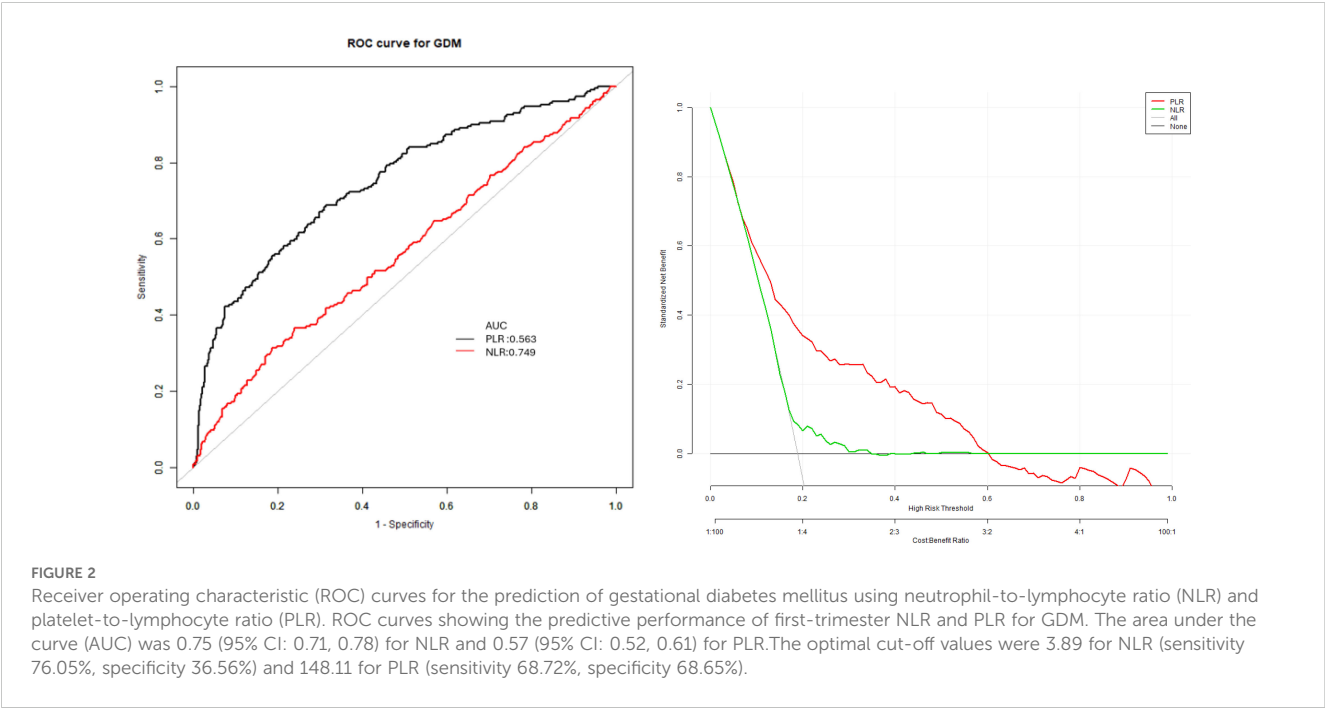 ROC curve for GDM
1.0
0.8
0.6
0.4
0.2
0.0
Sensitivity
AUC
PLR :0.563
NLR:0.749
0.0 0.2 0.4 0.6 0.8 1.0
1 - Specificity
PLR
NLR
All
None
1.0
0.8
0.6
0.4
0.2
0.0
Standardized Net Benefit
0.0 0.2 0.4 0.6 0.8 1.0
High Risk Threshold
1:100 1:4 2:3 3:2 4:1 100:1
Cost:Benefit Ratio
FIGURE 2
Receiver operating characteristic (ROC) curves for the prediction of gestational diabetes mellitus using neutrophil-to-lymphocyte ratio (NLR) and
platelet-to-lymphocyte ratio (PLR). ROC curves showing the predictive performance of first-trimester NLR and PLR for GDM. The area under the
curve (AUC) was 0.75 (95% CI: 0.71, 0.78) for NLR and 0.57 (95% CI: 0.52, 0.61) for PLR.The optimal cut-off values were 3.89 for NLR (sensitivity
76.05%, specificity 36.56%) and 148.11 for PLR (sensitivity 68.72%, specificity 68.65%).